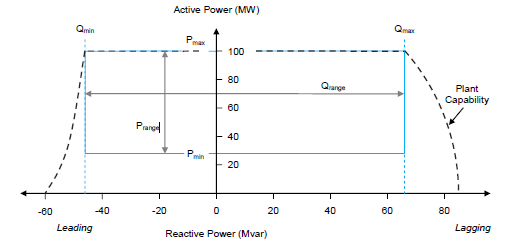 Active Power (MW)
Qmin
Qmax
Pmax
100
80
Qrange
Plant
Capability
60
Prange
40
Pmin
20
-60
-40
-20
0
20
40
60
80
Leading
Reactive Power (Mvar)
Lagging